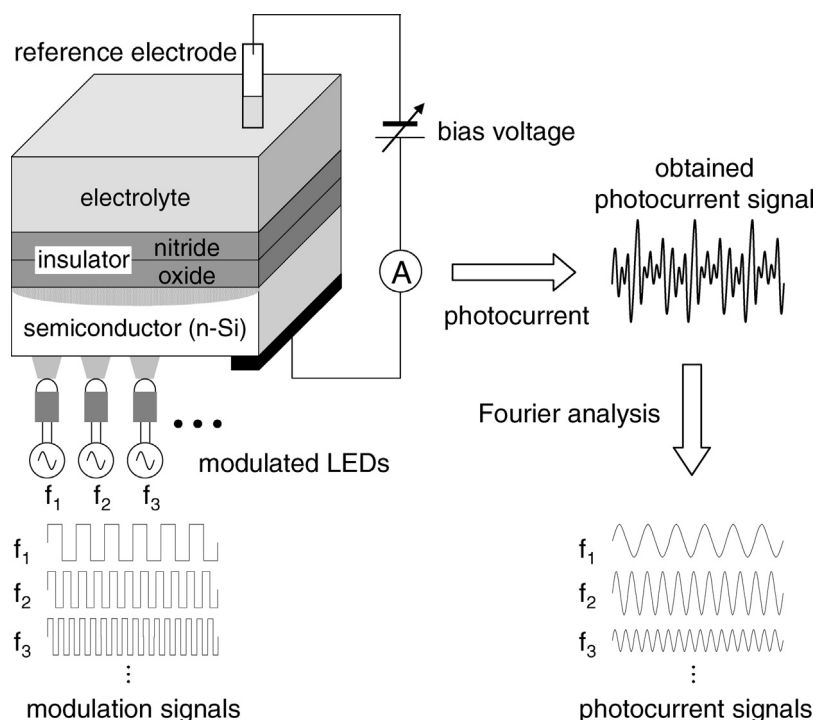 reference electrode
bias voltage
electrolyte
insulator
nitride
oxide
semiconductor (n-Si)
A
photocurrent
obtained
photocurrent signal
Fourier analysis
modulated LEDs
f1 f2 f3
f1
f2
f3
modulation signals
f1
f2
f3
photocurrent signals